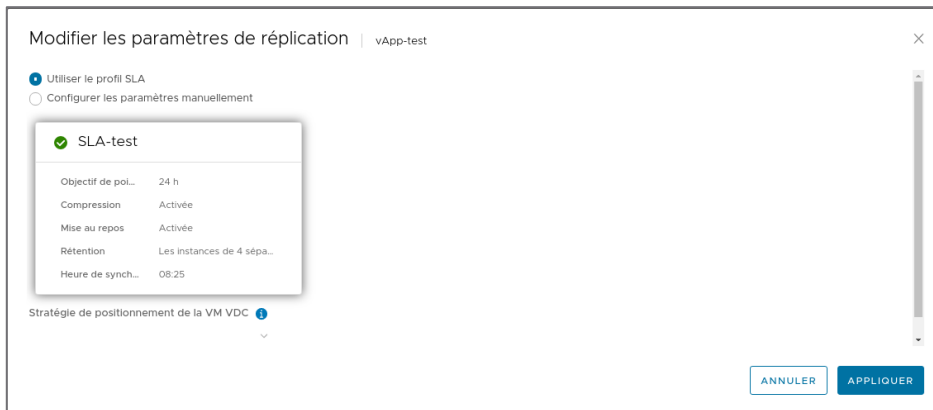 Modifier les paramètres de réplication | vApp-test
Utiliser le profil SLA
Configurer les paramètres manuellement
SLA-test
Objectif de poi... 24 h
Compression Activée
Mise au repos Activée
Rétention Les instances de 4 sépa...
Heure de synch... 08:25
Stratégie de positionnement de la VM VDC
ANNULER APPLIQUER